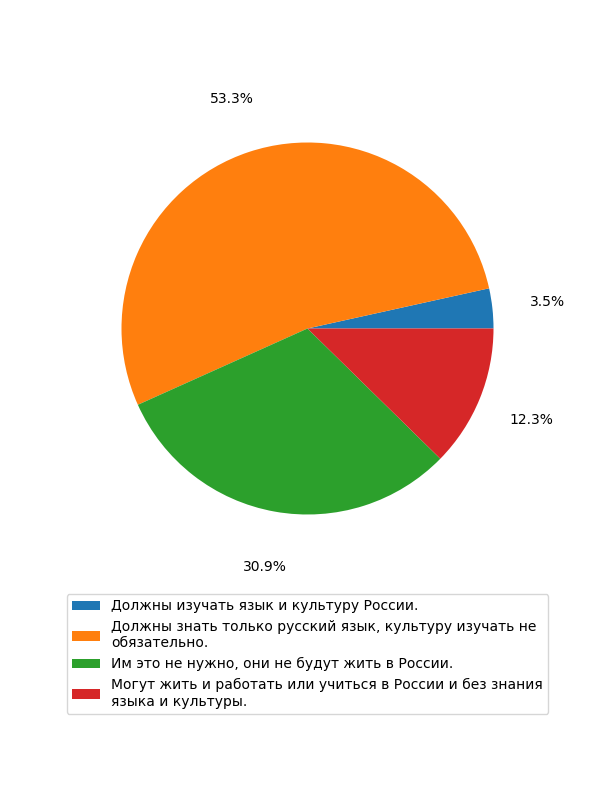 53.3%
3.5%
12.3%
30.9%
Должны изучать язык и культуру России.
Должны знать только русский язык, культуру изучать не
обязательно.
Им это не нужно, они не будут жить в России.
Могут жить и работать или учиться в России и без знания
языка и культуры.